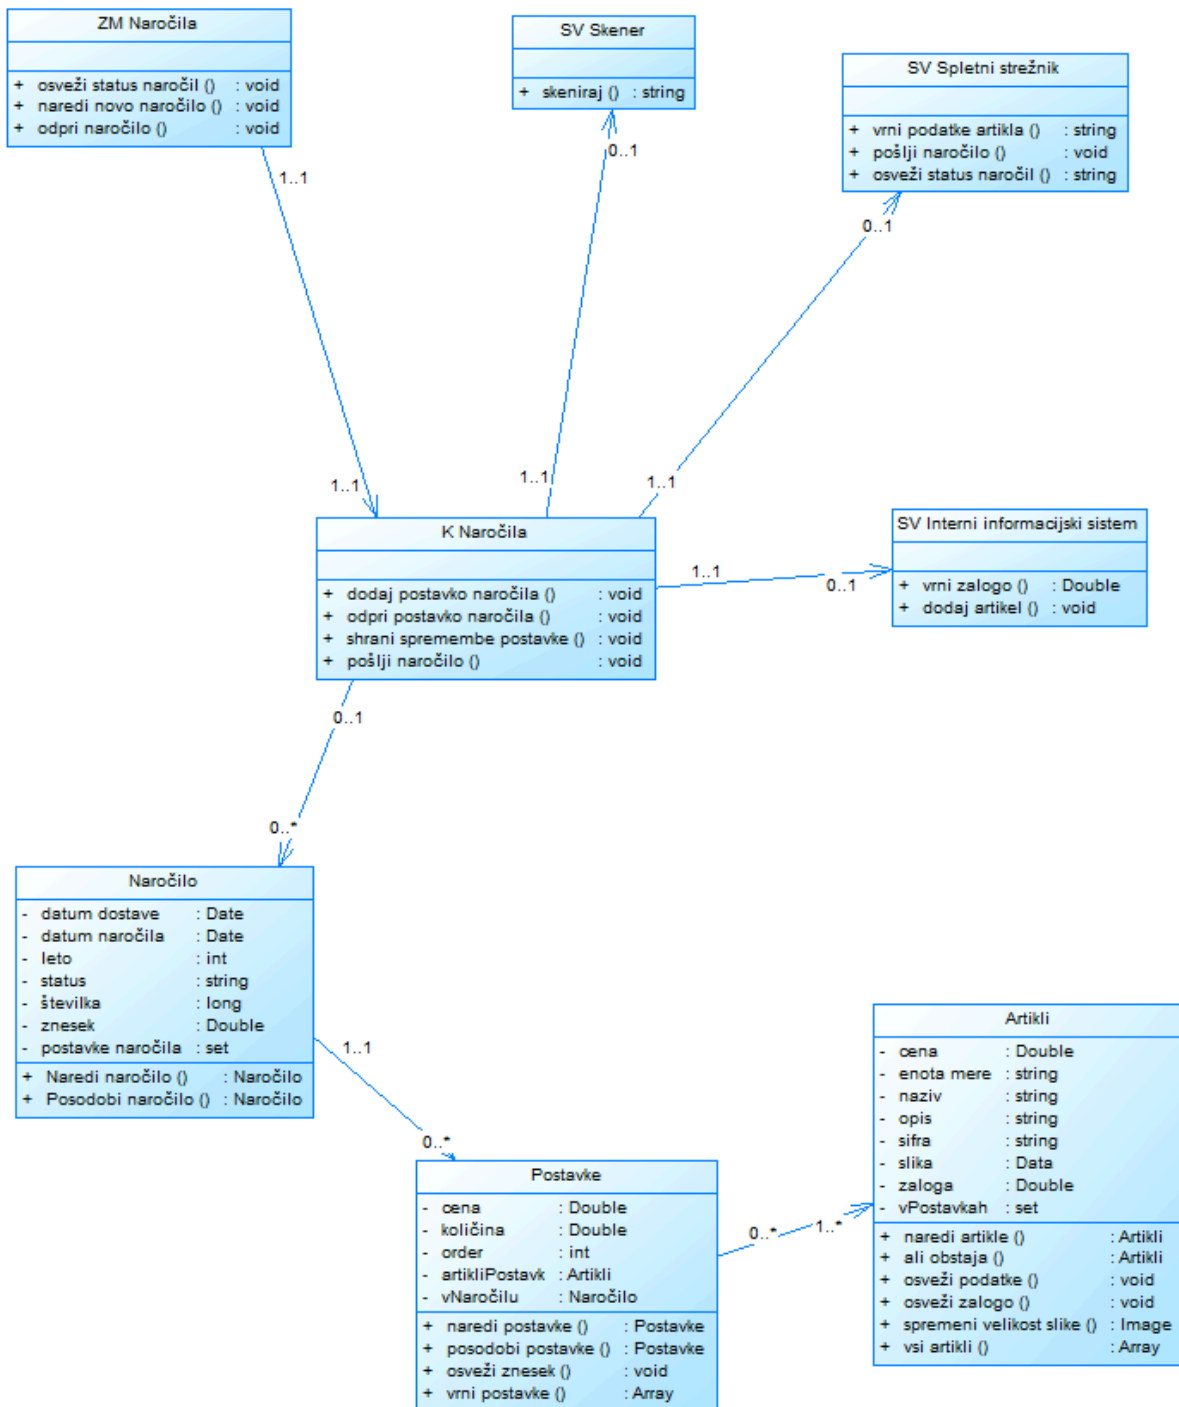 ZM Naročila
+ osveži status naročil () : void
+ naredi novo naročilo () : void
+ odpri naročilo () : void
SV Skener
+ skeniraj () : string
SV Spletni strežnik
+ vrni podatke artikla () : string
+ pošlji naročilo () : void
+ osveži status naročil () : string
1..1
0..1
0..1
1..1
1..1
1..1
K Naročila
+ dodaj postavko naročila () : void
+ odpri postavko naročila () : void
+ shrani spremembe postavke () : void
+ pošlji naročilo () : void
SV Interni informacijski sistem
+ vrni zalogo () : Double
+ dodaj artikel () : void
1..1
0..1
0..1
0..*
Naročilo
- datum dostave : Date
- datum naročila : Date
- leto : int
- status : string
- številka : long
- znesek : Double
- postavke naročila : set
+ Naredi naročilo () : Naročilo
+ Posodobi naročilo () : Naročilo
1..1
0..*
Postavke
- cena : Double
- količina : Double
- order : int
- artikliPostavk : Artikli
- vNaročilu : Naročilo
+ naredi postavke () : Postavke
+ posodobi postavke () : Postavke
+ osveži znesek () : void
+ vrni postavke () : Array
0..*
1..*
Artikli
- cena : Double
- enota mere : string
- naziv : string
- opis : string
- sifra : string
- slika : Data
- zaloga : Double
- vPostavkah : set
+ naredi artikle () : Artikli
+ ali obstaja () : Artikli
+ osveži podatke () : void
+ osveži zalogo () : void
+ spremeni velikost slike () : Image
+ vsi artikli () : Array